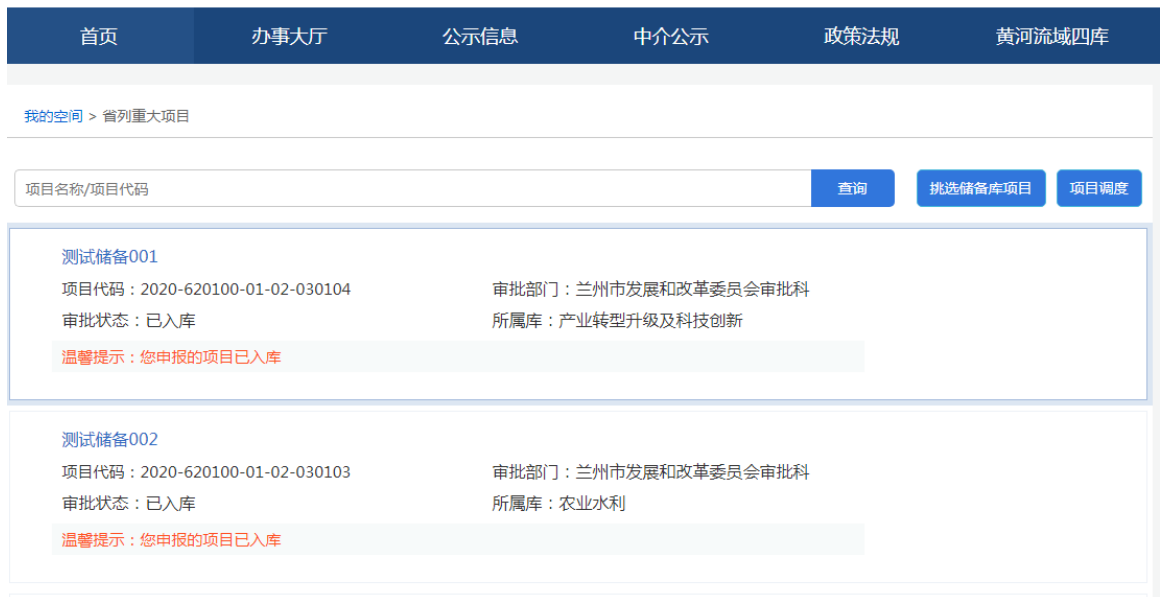 首页 办事大厅 公示信息 中介公示 政策法规 黄河流域四库
我的空间 > 省列重大项目
项目名称/项目代码 查询 挑选储备库项目 项目调度
测试储备001
项目代码：2020-620100-01-02-030104 审批部门：兰州市发展和改革委员会审批科
审批状态：已入库 所属库：产业转型升级及科技创新
温馨提示：您申报的项目已入库
测试储备002
项目代码：2020-620100-01-02-030103 审批部门：兰州市发展和改革委员会审批科
审批状态：已入库 所属库：农业水利
温馨提示：您申报的项目已入库